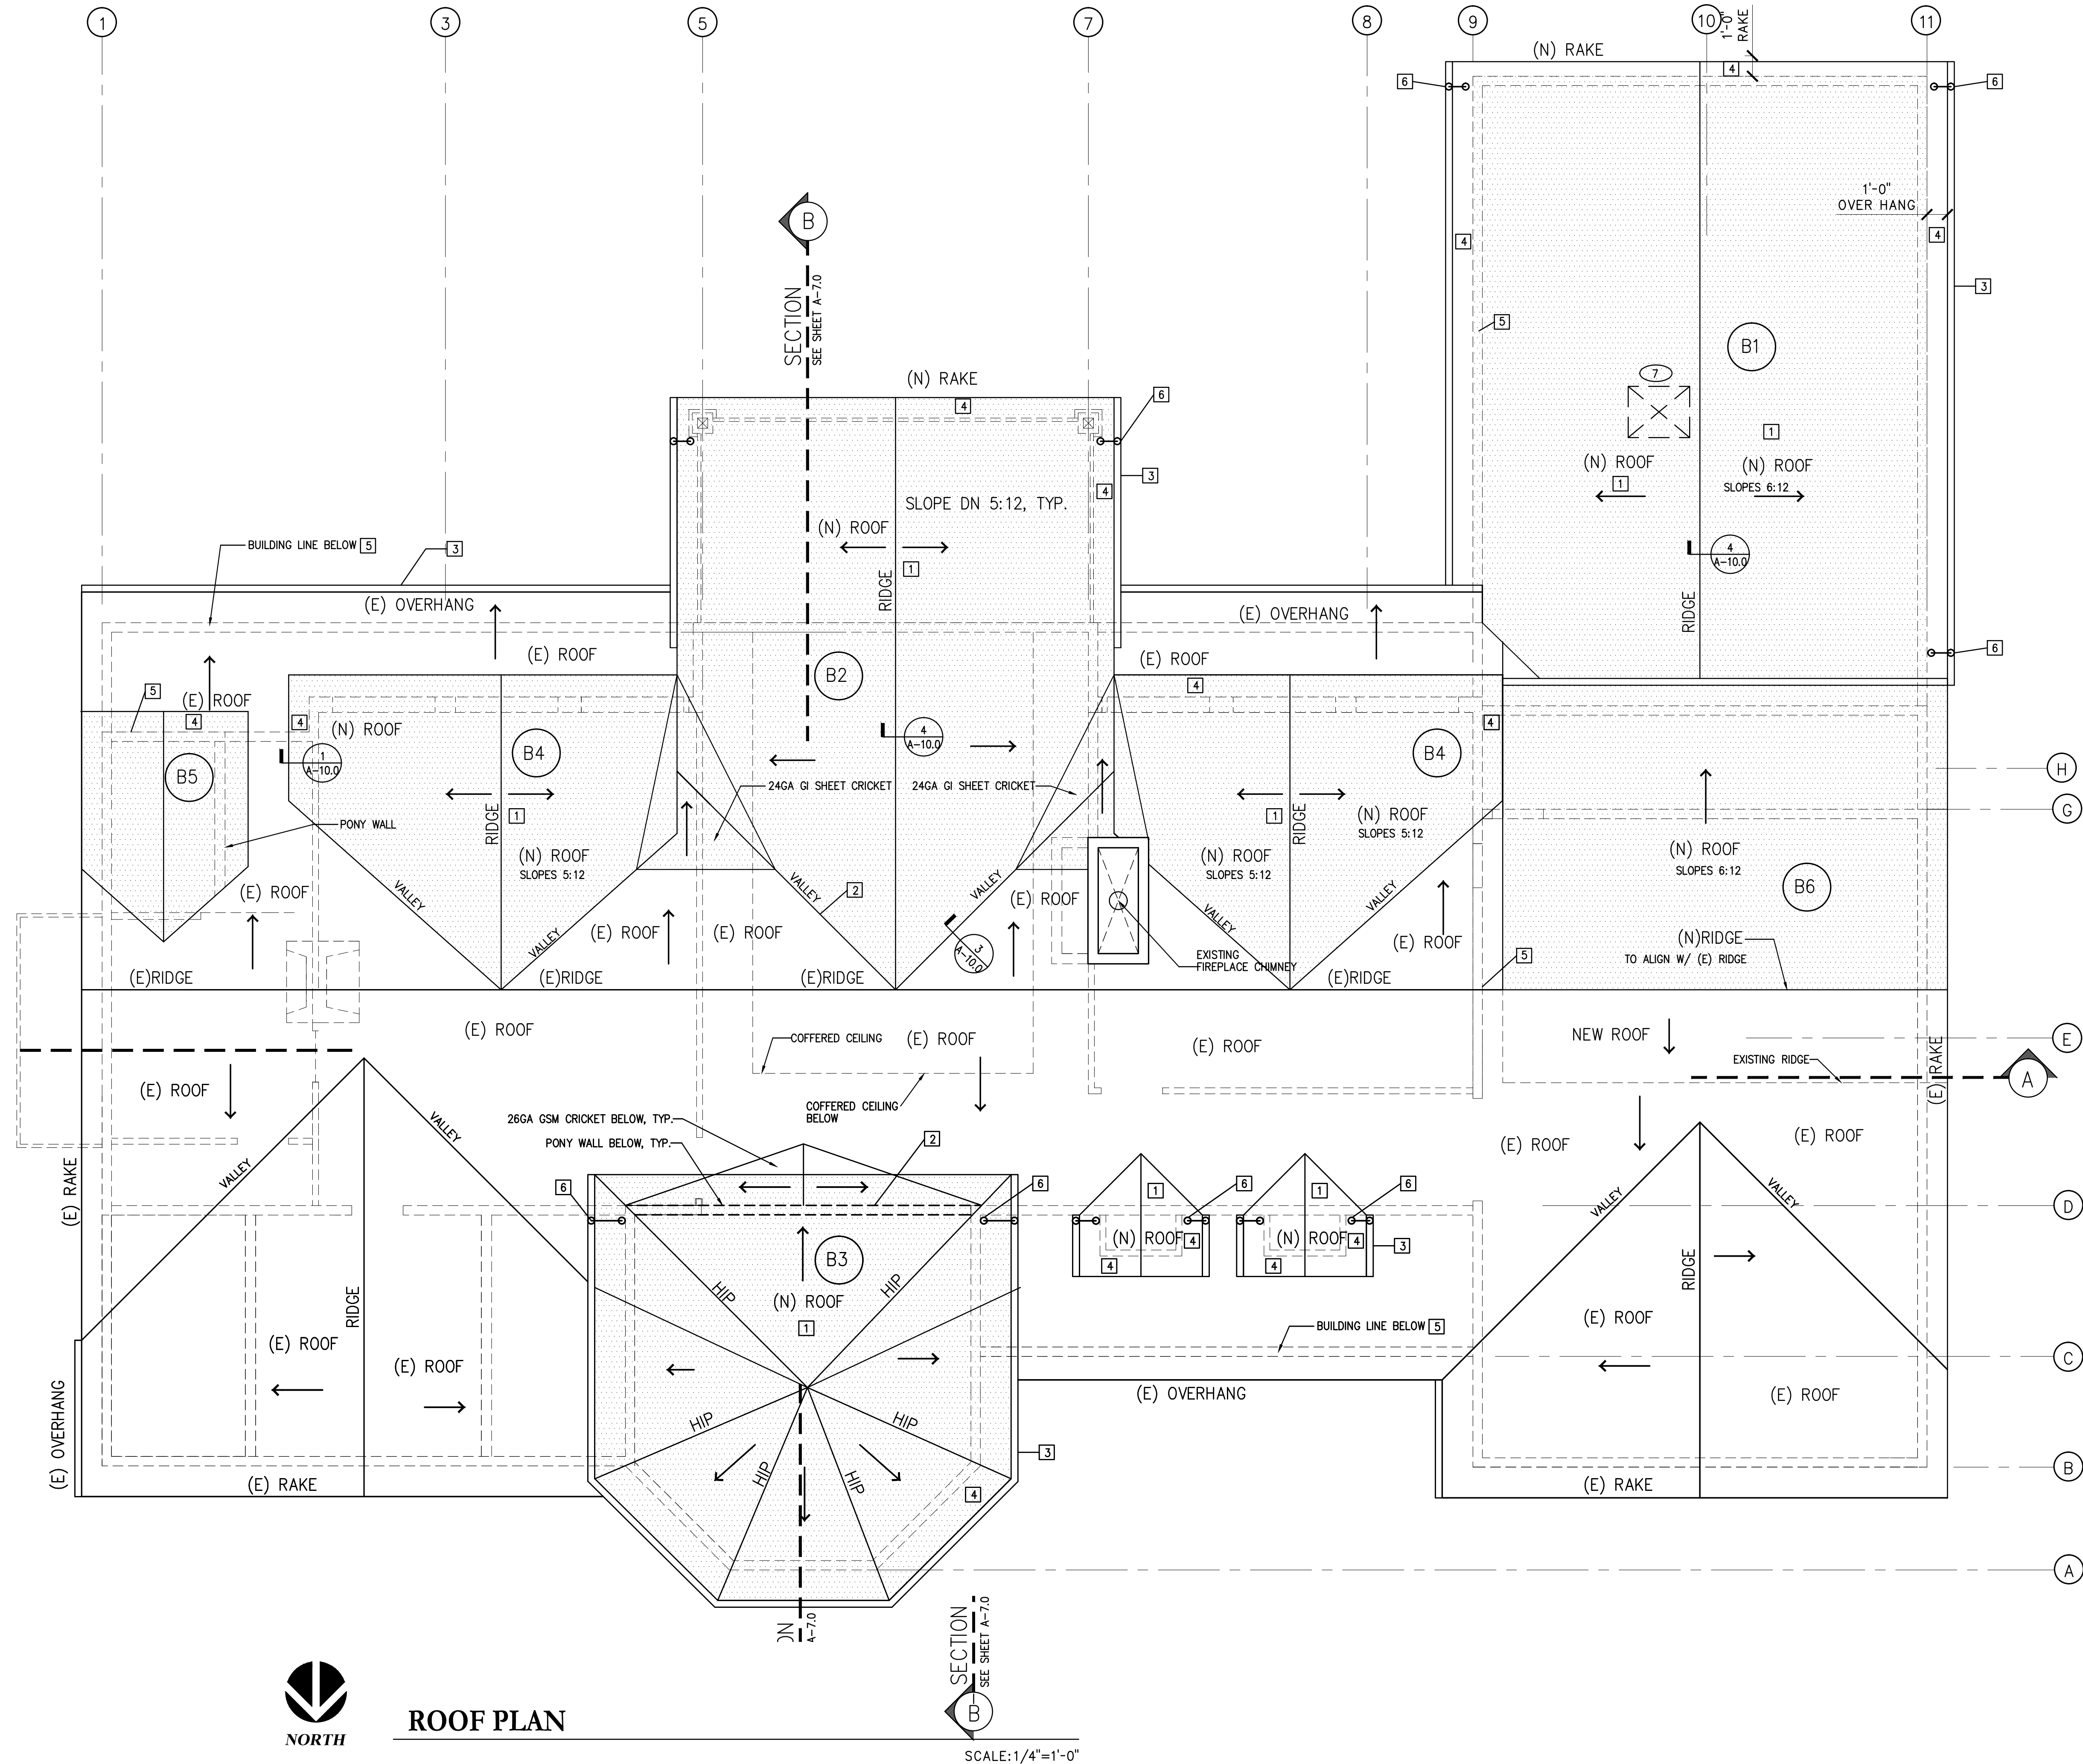 1
3
5
7
8
9
10
11
1'-0"
RAKE
(N) RAKE
4
6
6
1'-0"
OVER HANG
4
4
3
5
B1
7
1
(N) ROOF
1
(N) ROOF
SLOPES 6:12
4
A-10.0
RIDGE
6
B
SECTION
SEE SHEET A-7.0
(N) RAKE
4
6
3
4
SLOPE DN 5:12, TYP.
(N) ROOF
1
RIDGE
BUILDING LINE BELOW 5
3
(E) OVERHANG
(E) OVERHANG
(E) ROOF
(E) ROOF
B2
5
(E) ROOF
4
4
(N) ROOF
4
4
B5
1
A-10.0
B4
4
A-10.0
B4
H
24GA GI SHEET CRICKET
24GA GI SHEET CRICKET
G
PONY WALL
RIDGE
1
1
RIDGE
(N) ROOF
SLOPES 5:12
(N) ROOF
SLOPES 5:12
(N) ROOF
SLOPES 5:12
(N) ROOF
SLOPES 6:12
B6
(E) ROOF
VALLEY
VALLEY
2
VALLEY
(E) ROOF
VALLEY
VALLEY
VALLEY
(E) ROOF
(E) ROOF
3
A-10.0
EXISTING
FIREPLACE CHIMNEY
(E) ROOF
5
(N)RIDGE
TO ALIGN W/ (E) RIDGE
(E)RIDGE
(E)RIDGE
(E)RIDGE
(E)RIDGE
(E) ROOF
COFFERED CEILING
(E) ROOF
(E) ROOF
NEW ROOF
E
EXISTING RIDGE
(E) RAKE
A
(E) ROOF
COFFERED CEILING
BELOW
26GA GSM CRICKET BELOW, TYP.
PONY WALL BELOW, TYP.
2
VALLEY
VALLEY
(E) RAKE
(E) ROOF
(E) ROOF
6
6
1
6
1
6
VALLEY
VALLEY
D
(N) ROOF
4
4
(N) ROOF
4
4
3
B3
HIP
HIP
(N) ROOF
1
RIDGE
RIDGE
(E) ROOF
(E) ROOF
BUILDING LINE BELOW 5
(E) ROOF
C
(E) OVERHANG
(E) OVERHANG
(E) ROOF
HIP
HIP
3
HIP
HIP
4
(E) RAKE
(E) RAKE
B
A
ON
A-7.0
SECTION
SEE SHEET A-7.0
B
NORTH
ROOF PLAN
SCALE:1/4"=1'-0"